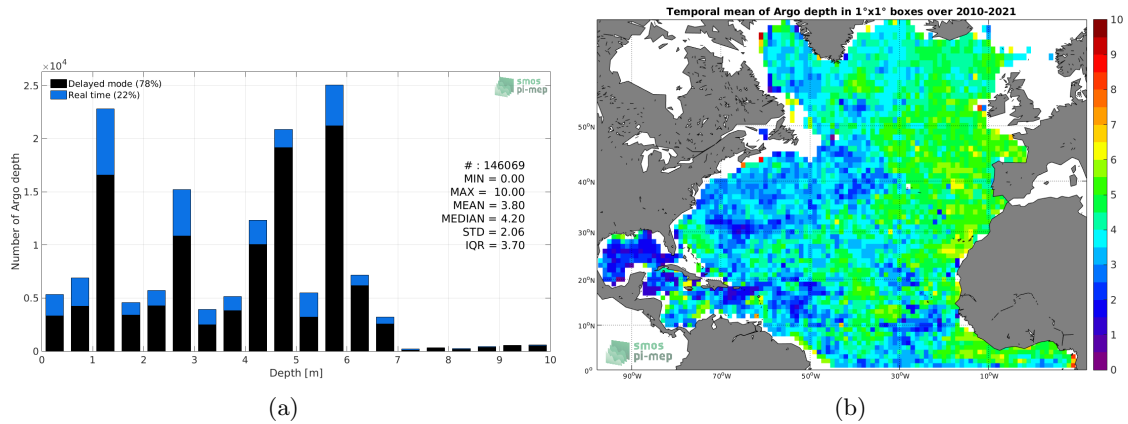 ×10⁴
2.5
2
1.5
1
0.5
0
Number of Argo depth
Delayed mode (78%)
Real time (22%)
smos
pi-mep
# : 146069
MIN = 0.00
MAX = 10.00
MEAN = 3.80
MEDIAN = 4.20
STD = 2.06
IQR = 3.70
0 1 2 3 4 5 6 7 8 9 10
Depth [m]
(a)
Temporal mean of Argo depth in 1°x1° boxes over 2010-2021
50°N
40°N
30°N
20°N
10°N
0°
90°W 70°W 50°W 30°W 10°W
smos
pi-mep
10
9
8
7
6
5
4
3
2
1
0
(b)